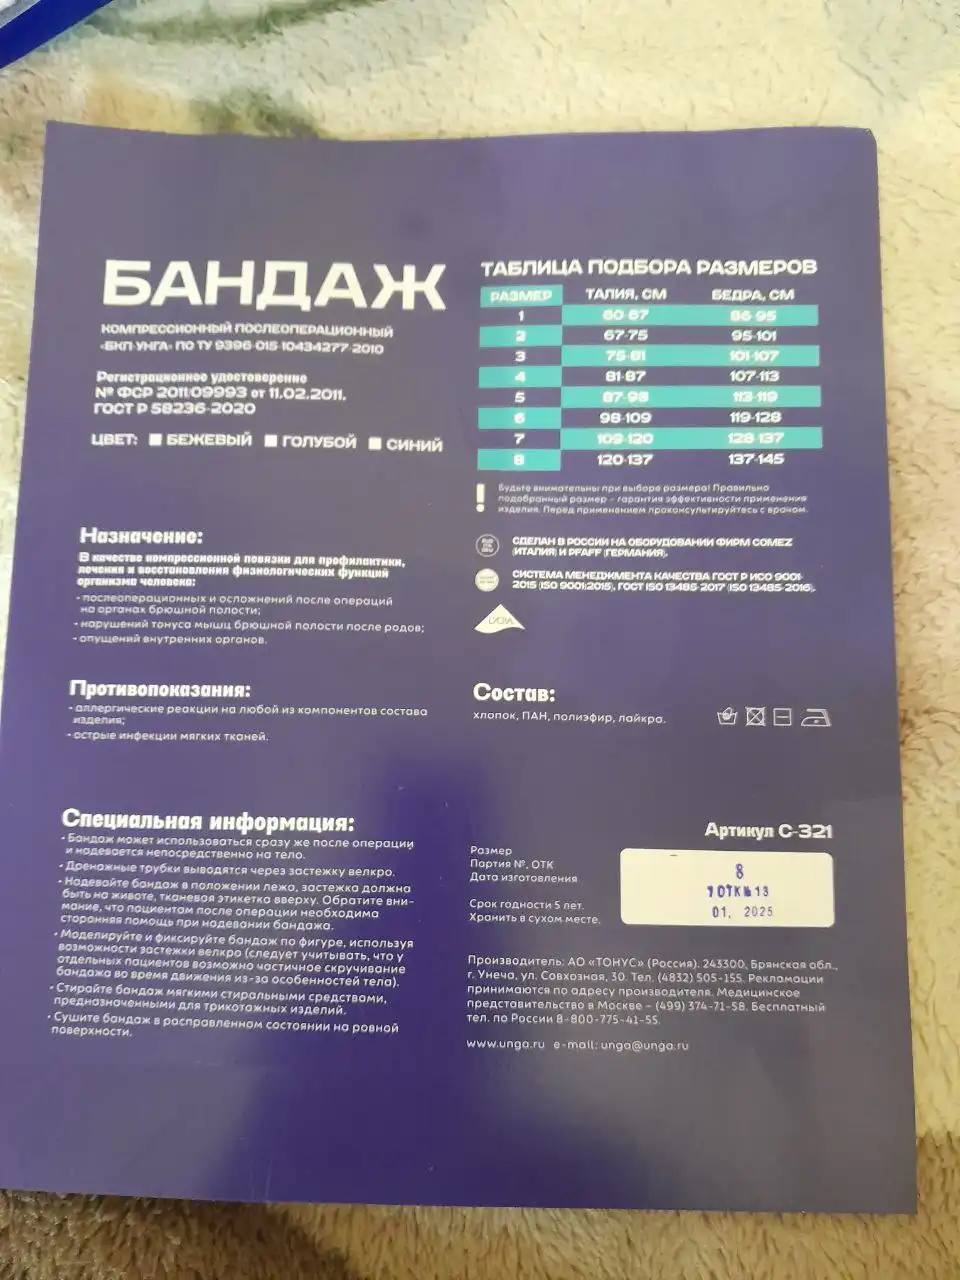 БАНДАЖ
КОМПРЕССИОННЫЙ ПОСЛЕОПЕРАЦИОННЫЙ
«БКП-УНГА» ПО ТУ 9396-015-10434277-2010
Регистрационное удостоверение
№ ФСР 2011/09993 от 11.02.2011.
ГОСТ Р 58236-2020
ЦВЕТ: БЕЖЕВЫЙ ГОЛУБОЙ СИНИЙ
ТАБЛИЦА ПОДБОРА РАЗМЕРОВ
РАЗМЕР ТАЛИЯ, СМ БЕДРА, СМ
1 60-67 86-95
2 67-75 95-101
3 75-81 101-107
4 81-87 107-113
5 87-98 113-119
6 98-109 119-128
7 109-120 128-137
8 120-137 137-145
! Будьте внимательны при выборе размера! Правильно
подобранный размер – гарантия эффективности применения
изделия. Перед применением проконсультируйтесь с врачом.
СДЕЛАН В РОССИИ НА ОБОРУДОВАНИИ ФИРМ COMEZ
(ИТАЛИЯ) И PFAFF (ГЕРМАНИЯ).
СИСТЕМА МЕНЕДЖМЕНТА КАЧЕСТВА ГОСТ Р ИСО 9001-
2015 (ISO 9001:2015), ГОСТ ISO 13485-2017 (ISO 13485-2016).
Назначение:
В качестве компрессионной повязки для профилактики,
лечения и восстановления физиологических функций
организма человека:
• послеоперационных и осложнений после операций
на органах брюшной полости;
• нарушений тонуса мышц брюшной полости после родов;
• опущений внутренних органов.
Противопоказания:
• аллергические реакции на любой из компонентов состава
изделия;
• острые инфекции мягких тканей.
Состав:
хлопок, ПАН, полиэфир, лайкра.
Специальная информация:
• Бандаж может использоваться сразу же после операции
и надевается непосредственно на тело.
• Дренажные трубки выводятся через застежку велкро.
• Надевайте бандаж в положении лежа, застежка должна
быть на животе, тканевая этикетка вверху. Обратите вни-
мание, что пациентам после операции необходима
сторонняя помощь при надевании бандажа.
• Моделируйте и фиксируйте бандаж по фигуре, используя
возможности застежки велкро (следует учитывать, что у
отдельных пациентов возможно частичное скручивание
бандажа во время движения из-за особенностей тела).
• Стирайте бандаж мягкими стиральными средствами,
предназначенными для трикотажных изделий.
• Сушите бандаж в расправленном состоянии на ровной
поверхности.
Артикул С-321
Размер
Партия №, ОТК
Дата изготовления
8
ОТК№13
01, 2025
Срок годности 5 лет.
Хранить в сухом месте.
Производитель: АО «ТОНУС» (Россия). 243300, Брянская обл.,
г. Унеча, ул. Совхозная, 30. Тел. (4832) 505-155. Рекламации
принимаются по адресу производителя. Медицинское
представительство в Москве – (499) 374-71-58. Бесплатный
тел. по России 8-800-775-41-55.
www.unga.ru e-mail: unga@unga.ru